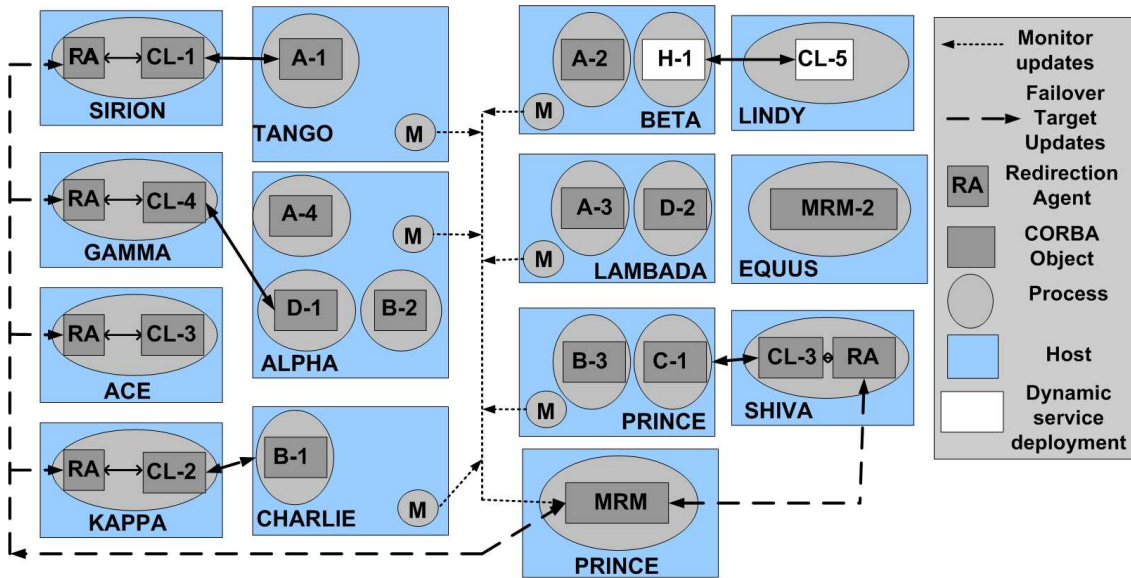 RA
CL-1
SIRION
A-1
TANGO
M
RA
CL-4
GAMMA
A-4
M
D-1
B-2
ALPHA
RA
CL-3
ACE
RA
CL-2
KAPPA
B-1
CHARLIE
M
A-2
H-1
M
BETA
CL-5
LINDY
A-3
D-2
M
LAMBADA
MRM-2
EQUUS
B-3
C-1
M
PRINCE
CL-3
RA
SHIVA
MRM
PRINCE
Monitor
updates
Failover
Target
Updates
RA
Redirection
Agent
CORBA
Object
Process
Host
Dynamic
service
deployment